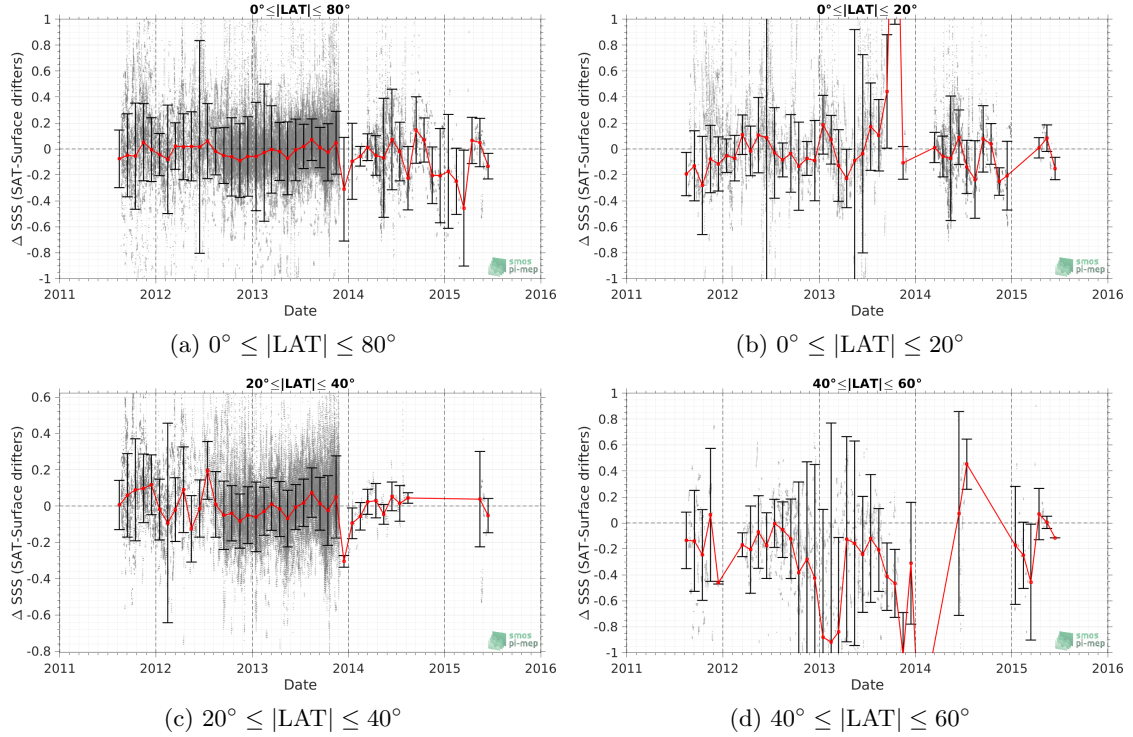 0°≤|LAT|≤ 80°
Δ SSS (SAT-Surface drifters)
1
0.8
0.6
0.4
0.2
0
-0.2
-0.4
-0.6
-0.8
-1
2011 2012 2013 2014 2015 2016
Date
smos
pi-mep
(a) 0° ≤ |LAT| ≤ 80°
0°≤|LAT|≤ 20°
Δ SSS (SAT-Surface drifters)
1
0.8
0.6
0.4
0.2
0
-0.2
-0.4
-0.6
-0.8
-1
2011 2012 2013 2014 2015 2016
Date
smos
pi-mep
(b) 0° ≤ |LAT| ≤ 20°
20°≤|LAT|≤ 40°
Δ SSS (SAT-Surface drifters)
0.6
0.4
0.2
0
-0.2
-0.4
-0.6
-0.8
2011 2012 2013 2014 2015 2016
Date
smos
pi-mep
(c) 20° ≤ |LAT| ≤ 40°
40°≤|LAT|≤ 60°
Δ SSS (SAT-Surface drifters)
1
0.8
0.6
0.4
0.2
0
-0.2
-0.4
-0.6
-0.8
-1
2011 2012 2013 2014 2015 2016
Date
smos
pi-mep
(d) 40° ≤ |LAT| ≤ 60°